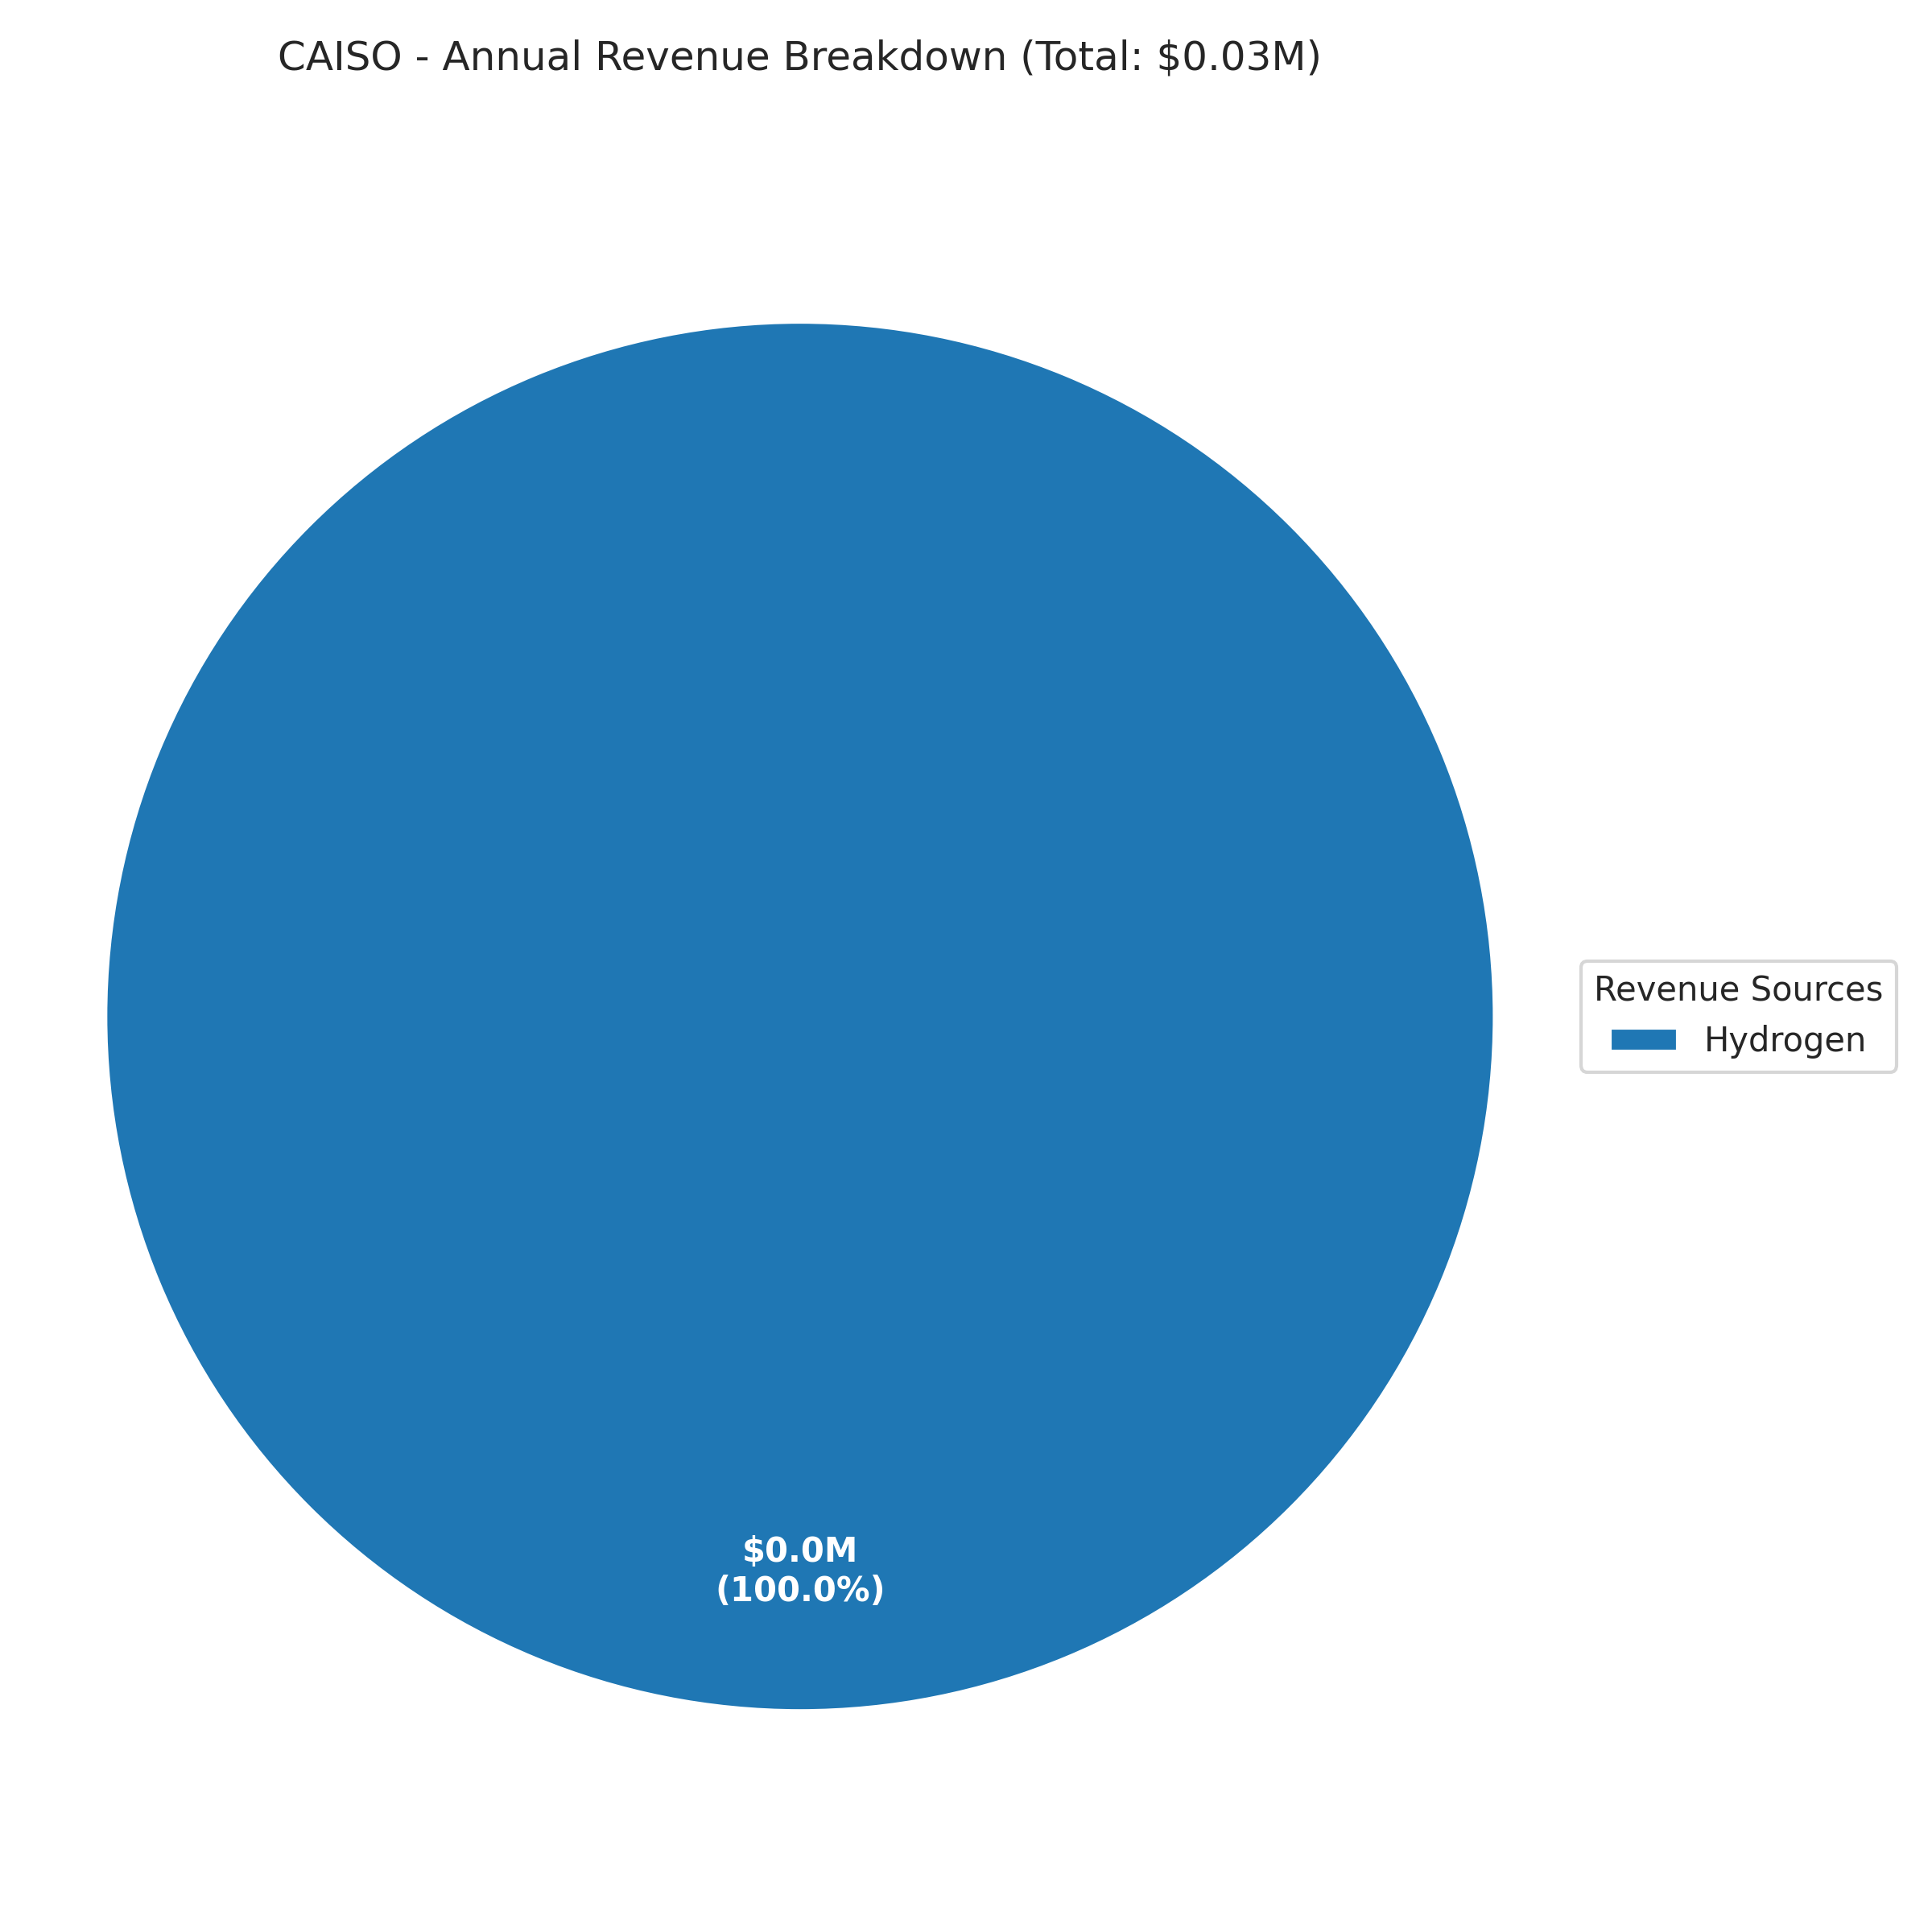 CAISO - Annual Revenue Breakdown (Total: $0.03M)
Revenue Sources
Hydrogen
$0.0M
(100.0%)